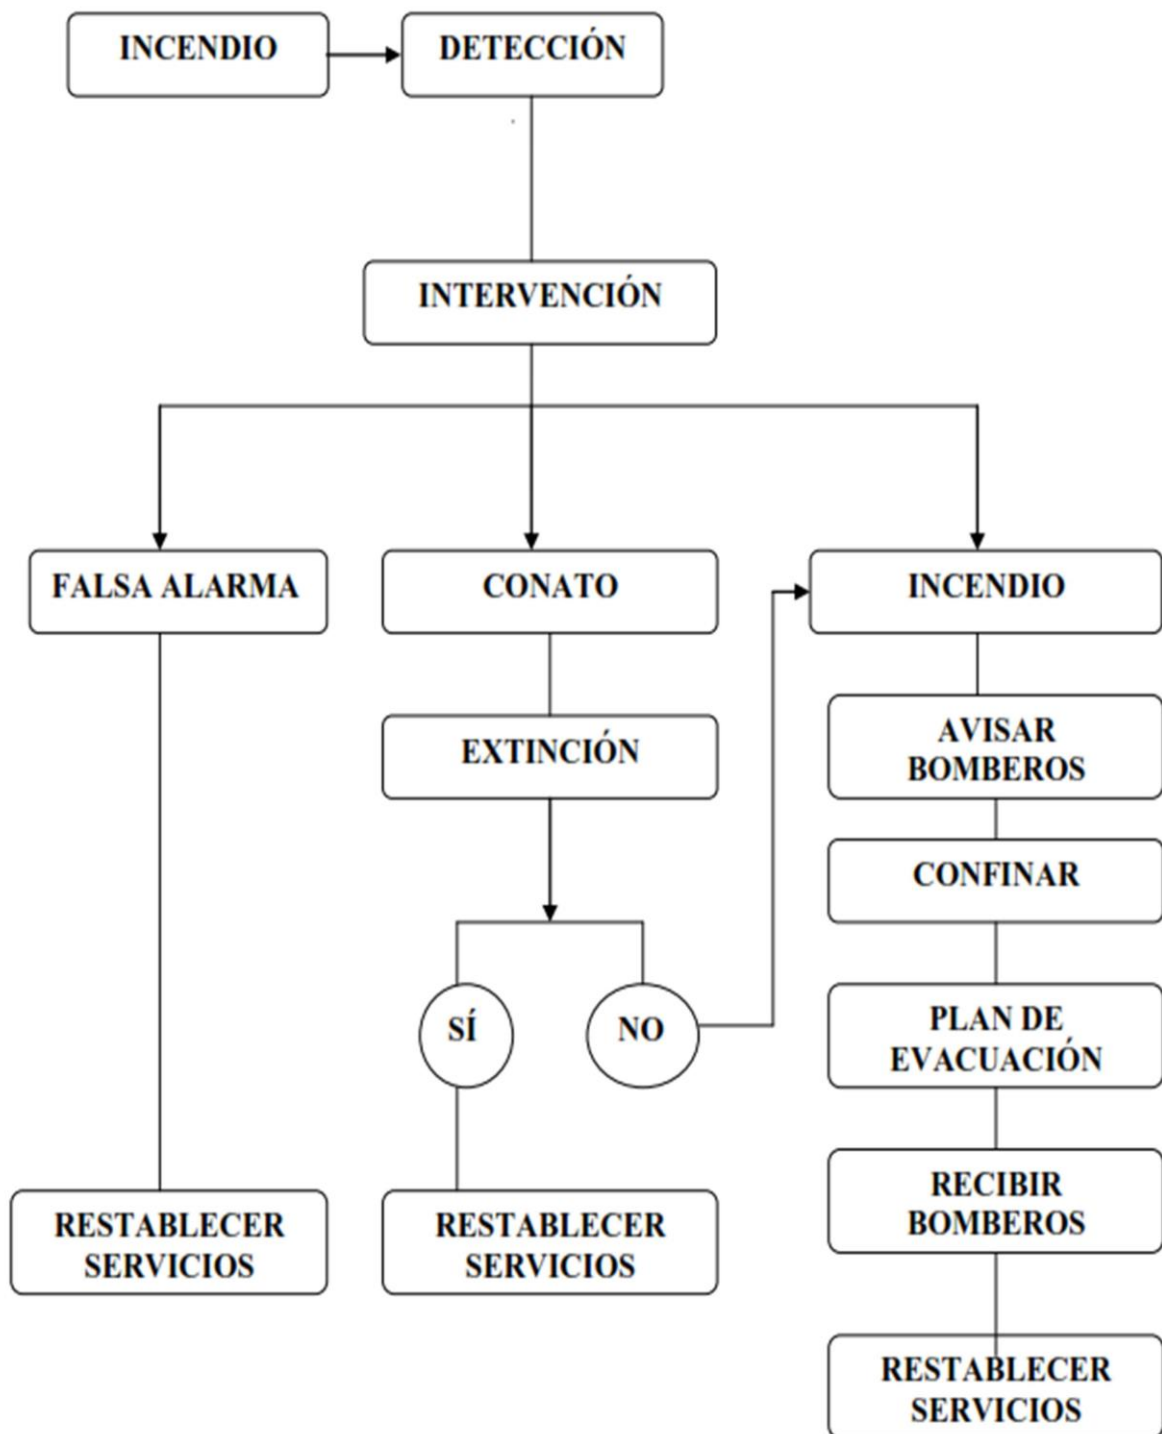 INCENDIO
DETECCIÓN
INTERVENCIÓN
FALSA ALARMA
CONATO
INCENDIO
EXTINCIÓN
AVISAR
BOMBEROS
CONFINAR
SÍ
NO
PLAN DE
EVACUACIÓN
RECIBIR
BOMBEROS
RESTABLECER
SERVICIOS
RESTABLECER
SERVICIOS
RESTABLECER
SERVICIOS